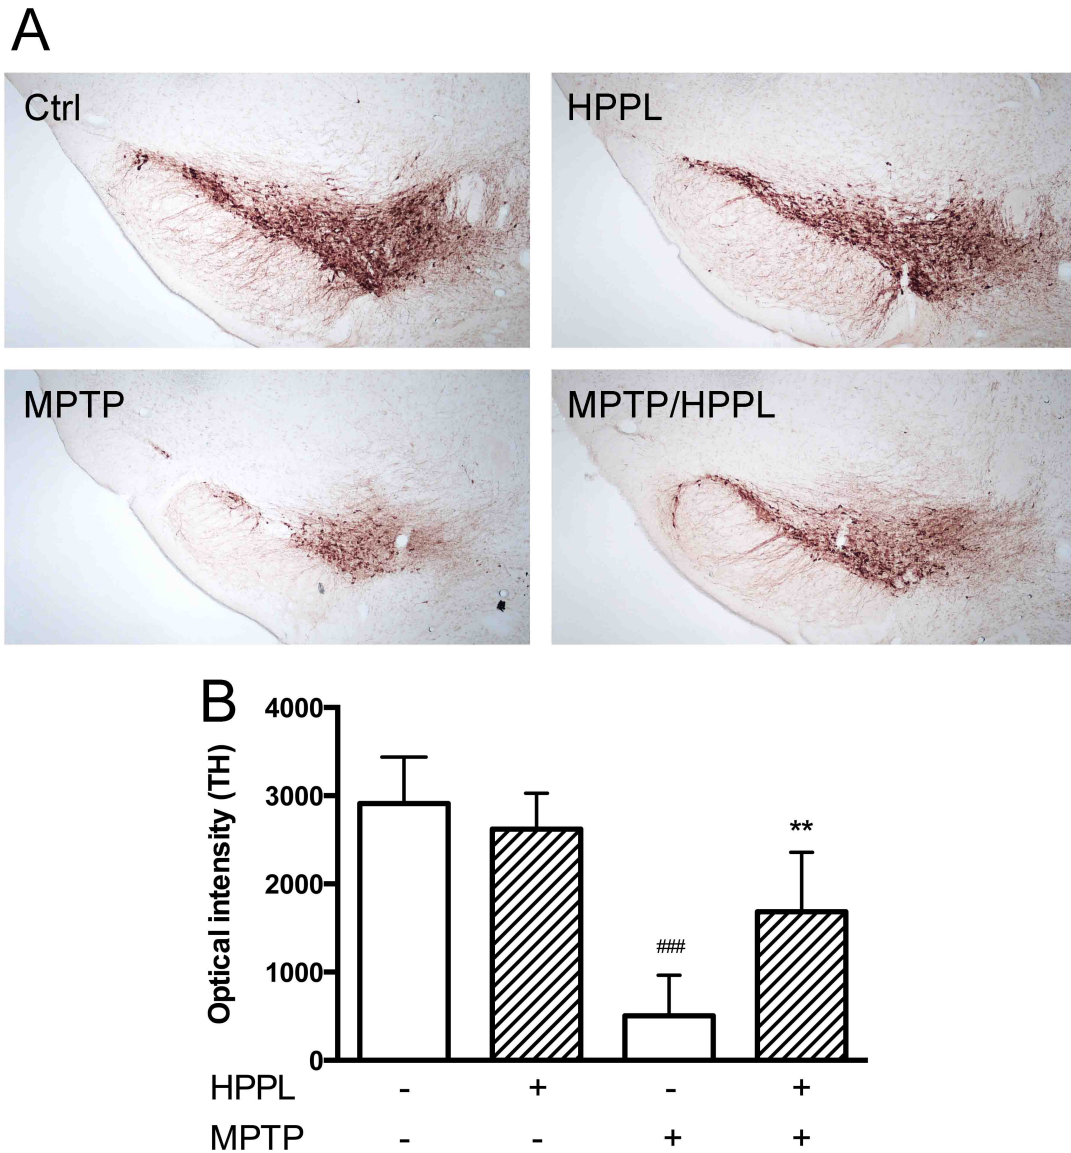 A
Ctrl
HPPL
MPTP
MPTP/HPPL
B
Optical intensity (TH)
4000
3000
2000
1000
0
###
**
HPPL - + - +
MPTP - - + +